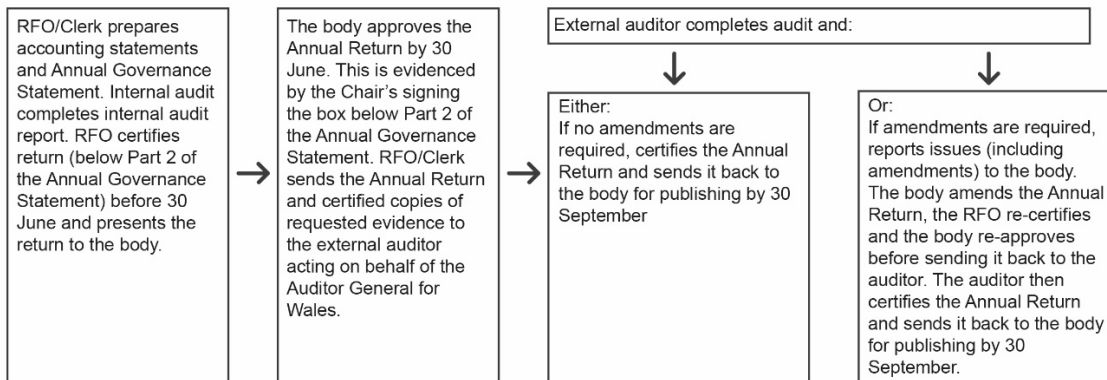 RFO/Clerk prepares
accounting statements
and Annual Governance
Statement. Internal audit
completes internal audit
report. RFO certifies
return (below Part 2 of
the Annual Governance
Statement) before 30
June and presents the
return to the body.
The body approves the
Annual Return by 30
June. This is evidenced
by the Chair's signing
the box below Part 2 of
the Annual Governance
Statement. RFO/Clerk
sends the Annual Return
and certified copies of
requested evidence to
the external auditor
acting on behalf of the
Auditor General for
Wales.
External auditor completes audit and:
Either:
If no amendments are
required, certifies the Annual
Return and sends it back to
the body for publishing by 30
September
Or:
If amendments are required,
reports issues (including
amendments) to the body.
The body amends the Annual
Return, the RFO re-certifies
and the body re-approves
before sending it back to the
auditor. The auditor then
certifies the Annual Return
and sends it back to the body
for publishing by 30
September.